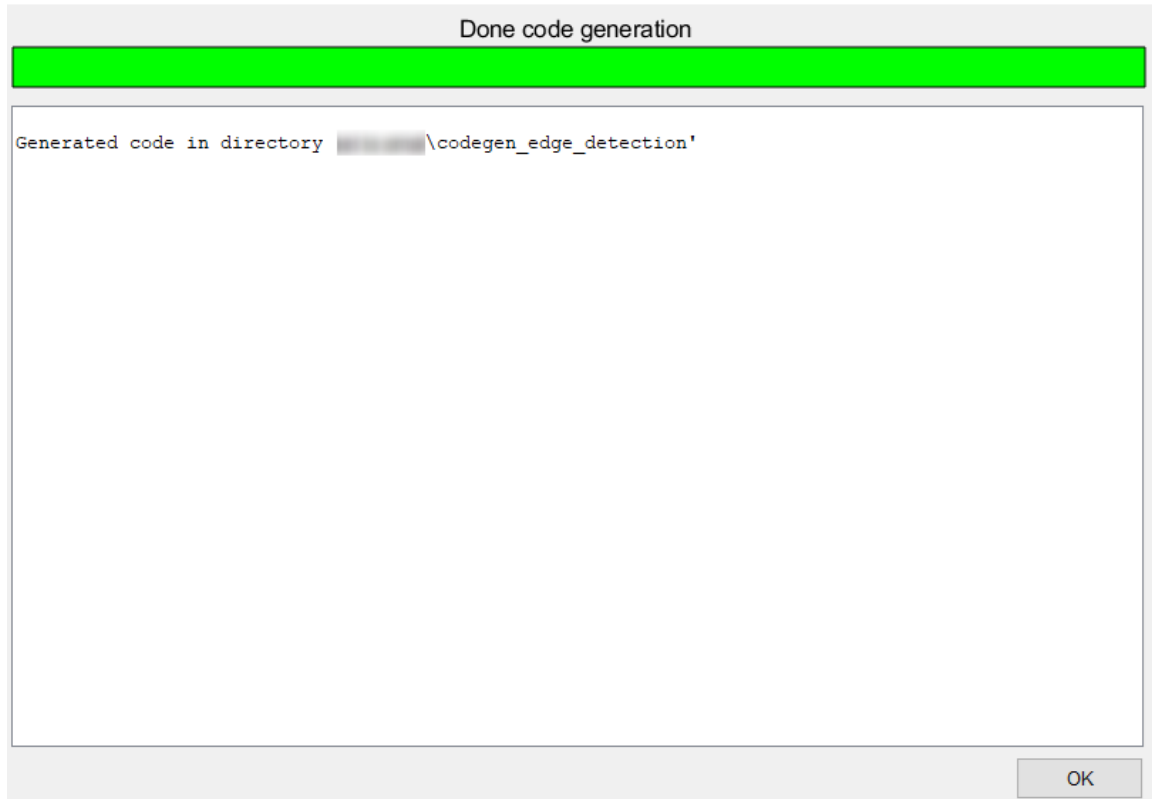 Done code generation
Generated code in directory \codegen_edge_detection'
OK